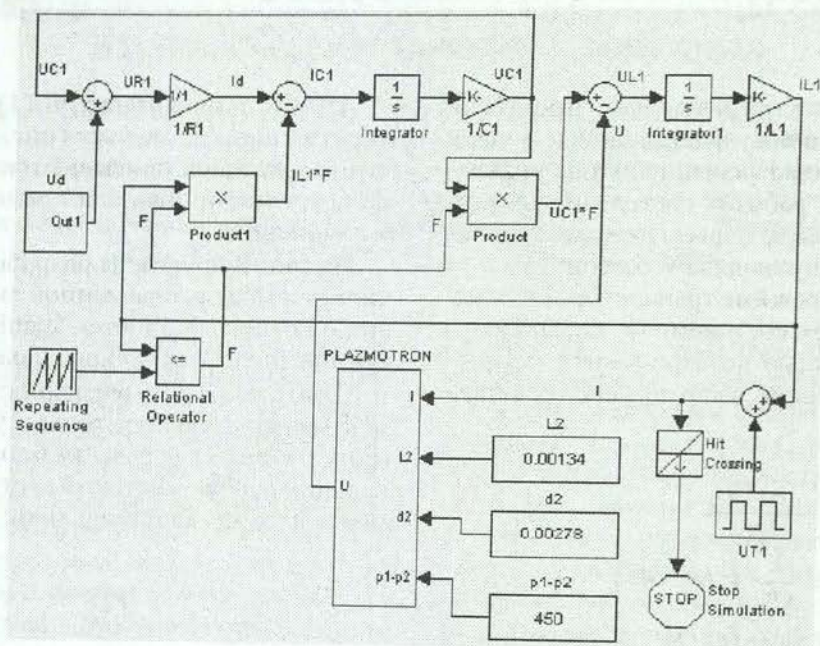 UC1
UR1
Id
IC1
UC1
UL1
IL1
1/1
1
s
K-
1
s
K-
1/R1
Integrator
1/C1
U
Integrator1
1/L1
Ud
Out1
F
×
IL1*F
Product1
F
×
UC1*F
Product
<=
F
Relational
Operator
Repeating
Sequence
PLAZMOTRON
I
I
L2
L2
0.00134
U
d2
d2
0.00278
p1-p2
p1-p2
450
Hit
Crossing
UT1
STOP
Stop
Simulation